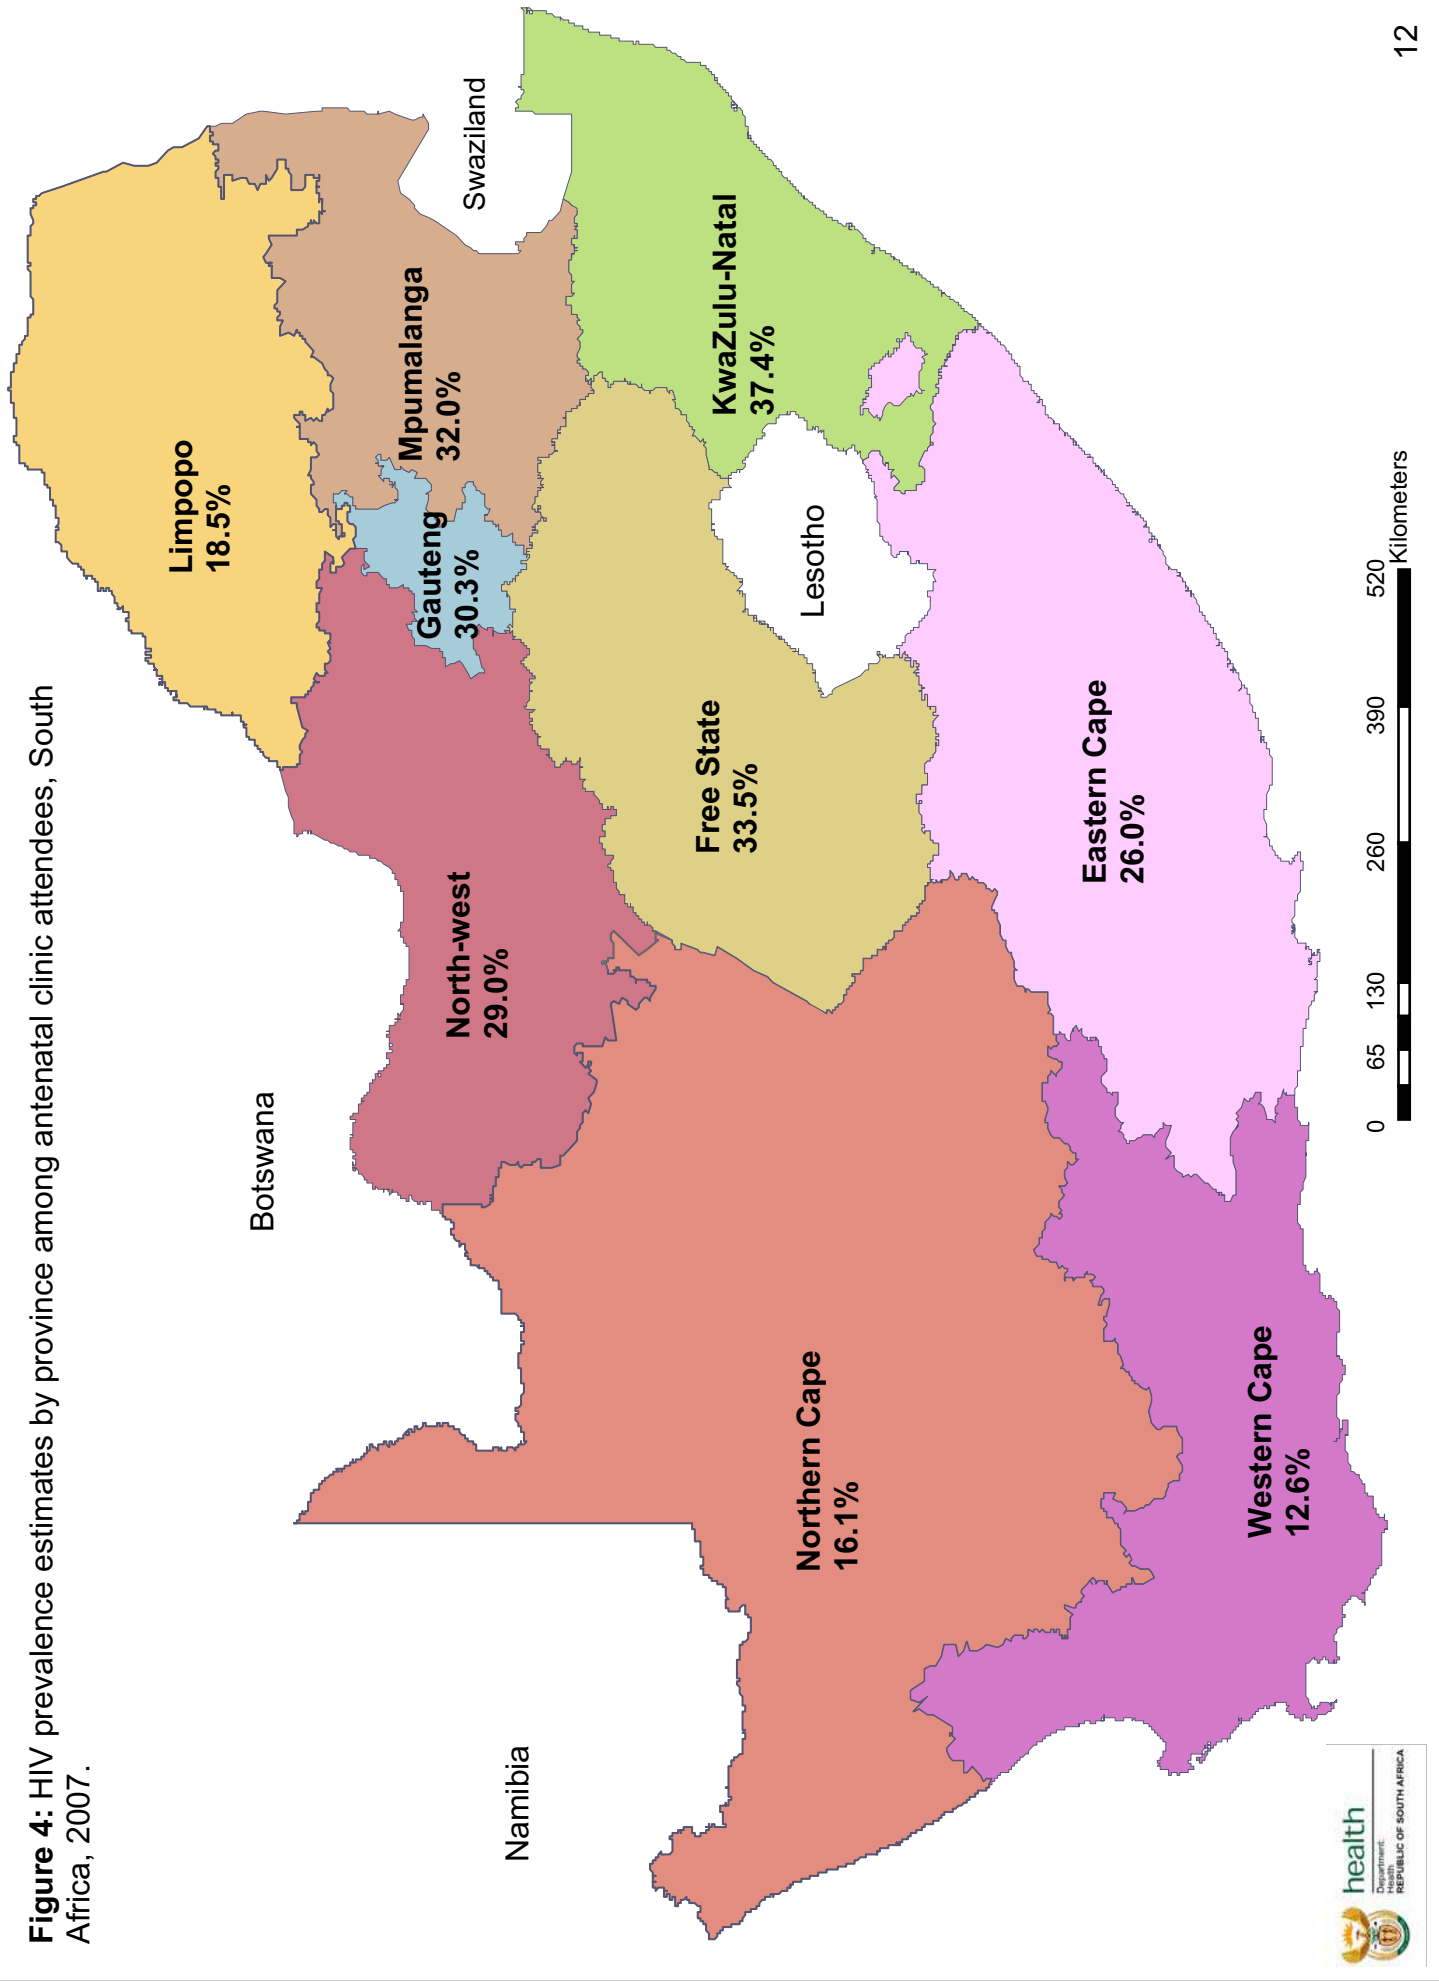 Figure 4: HIV prevalence estimates by province among antenatal clinic attendees, South
Africa, 2007.
Limpopo
18.5%
Botswana
Mpumalanga
32.0%
Swaziland
Gauteng
30.3%
North-west
29.0%
Namibia
Free State
33.5%
KwaZulu-Natal
37.4%
Northern Cape
16.1%
Lesotho
Eastern Cape
26.0%
Western Cape
12.6%
0 65 130 260 390 520
Kilometers
health
Department:
Health
REPUBLIC OF SOUTH AFRICA
12